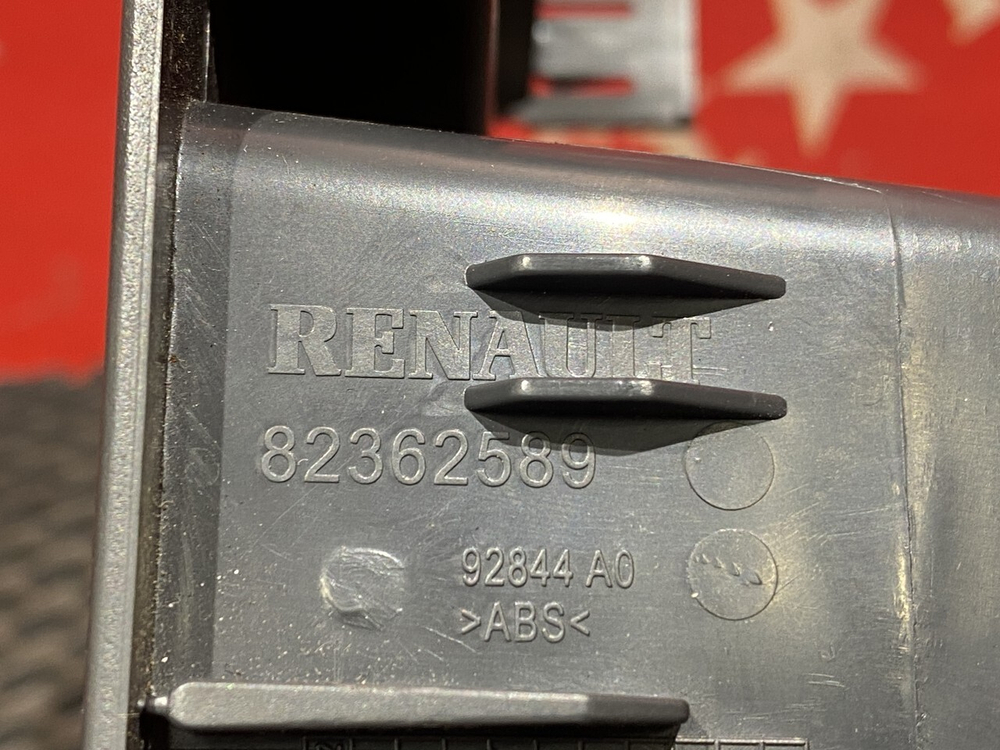 RENAULT
82362589
92844 A0
>ABS<